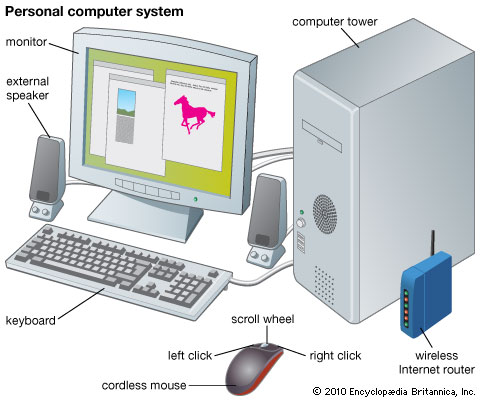 Personal computer system
computer tower
monitor
external
speaker
keyboard
scroll wheel
left click
right click
cordless mouse
wireless
Internet router
© 2010 Encyclopædia Britannica, Inc.